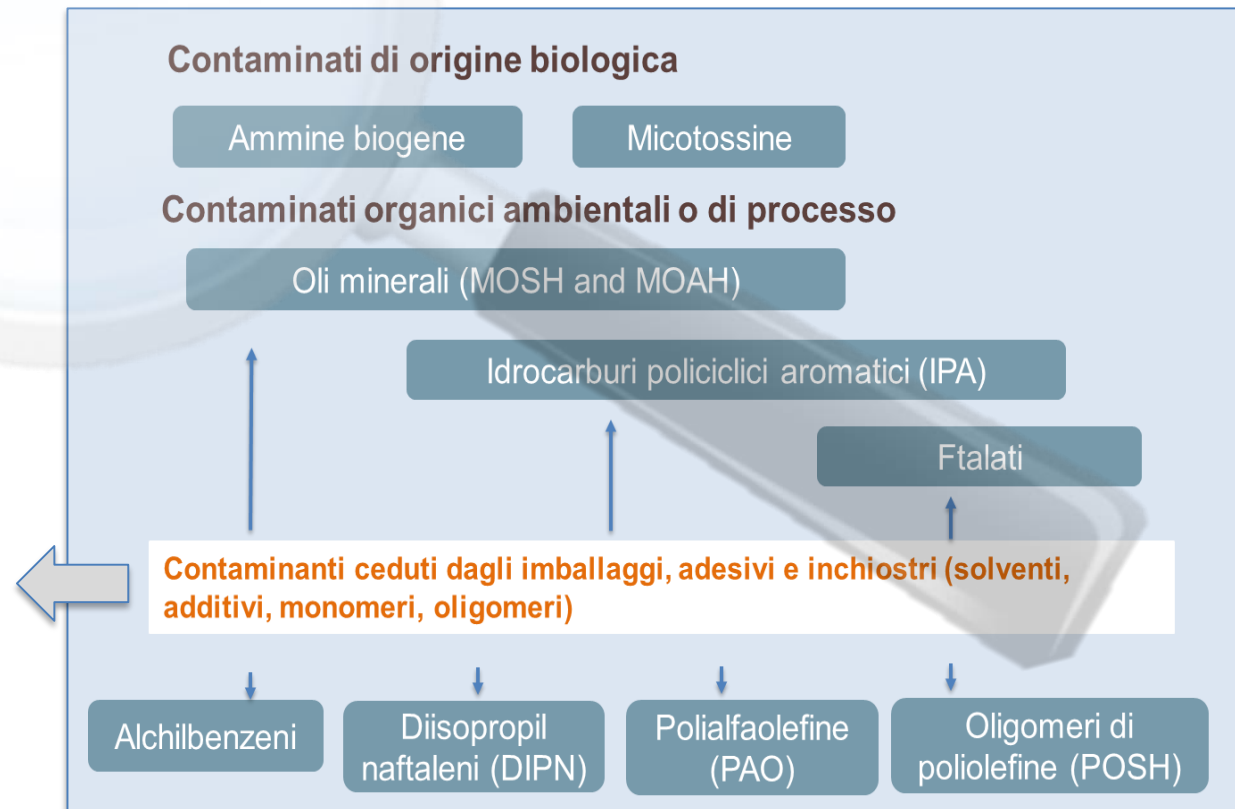 Contaminati di origine biologica
Ammine biogene
Micotossine
Contaminati organici ambientali o di processo
Oli minerali (MOSH and MOAH)
Idrocarburi policiclici aromatici (IPA)
Ftalati
Contaminanti ceduti dagli imballaggi, adesivi e inchiostri (solventi,
additivi, monomeri, oligomeri)
Alchilbenzeni
Diisopropil
naftaleni (DIPN)
Polialfaolefine
(PAO)
Oligomeri di
poliolefine (POSH)